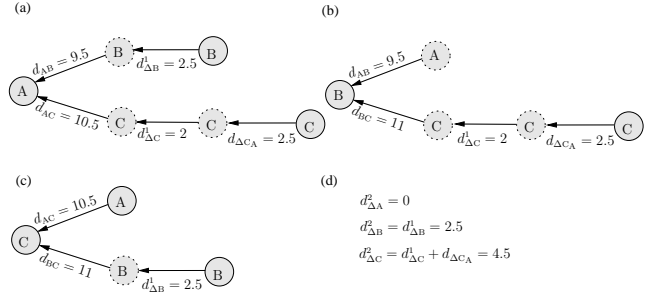 (a)
B
B
d_AB = 9.5
d^1_ΔB = 2.5
A
d_AC = 10.5
C
C
C
d^1_ΔC = 2
d_ΔC_A = 2.5
(b)
A
d_AB = 9.5
B
d_BC = 11
C
C
C
d^1_ΔC = 2
d_ΔC_A = 2.5
(c)
A
d_AC = 10.5
C
d_BC = 11
B
B
d^1_ΔB = 2.5
(d)
d^2_ΔA = 0
d^2_ΔB = d^1_ΔB = 2.5
d^2_ΔC = d^1_ΔC + d_ΔC_A = 4.5